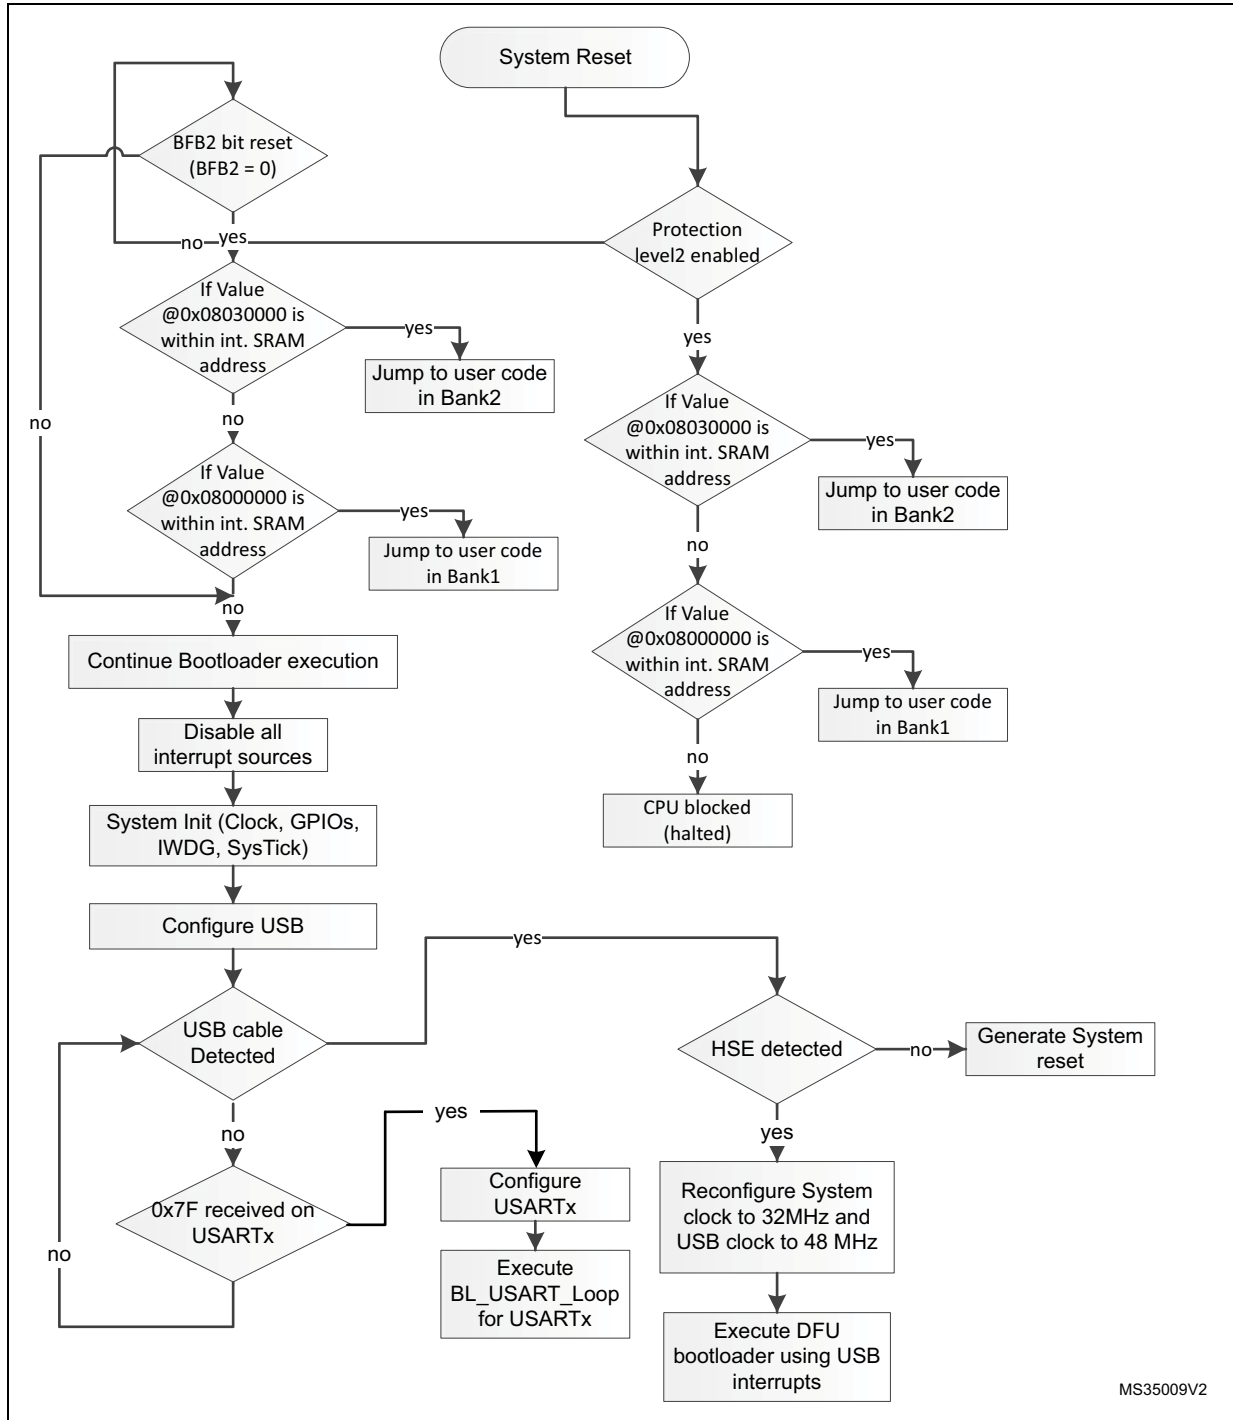 System Reset
BFB2 bit reset
(BFB2 = 0)
Protection
level2 enabled
no
yes
If Value
@0x08030000 is
within int. SRAM
address
yes
Jump to user code
in Bank2
yes
If Value
@0x08030000 is
within int. SRAM
address
yes
Jump to user code
in Bank2
no
no
If Value
@0x08000000 is
within int. SRAM
address
yes
Jump to user code
in Bank1
no
no
If Value
@0x08000000 is
within int. SRAM
address
yes
Jump to user code
in Bank1
no
CPU blocked
(halted)
Continue Bootloader execution
Disable all
interrupt sources
System Init (Clock, GPIOs,
IWDG, SysTick)
Configure USB
yes
USB cable
Detected
HSE detected
no
Generate System
reset
no
yes
yes
0x7F received on
USARTx
no
Configure
USARTx
Execute
BL_USART_Loop
for USARTx
Reconfigure System
clock to 32MHz and
USB clock to 48 MHz
Execute DFU
bootloader using USB
interrupts
MS35009V2